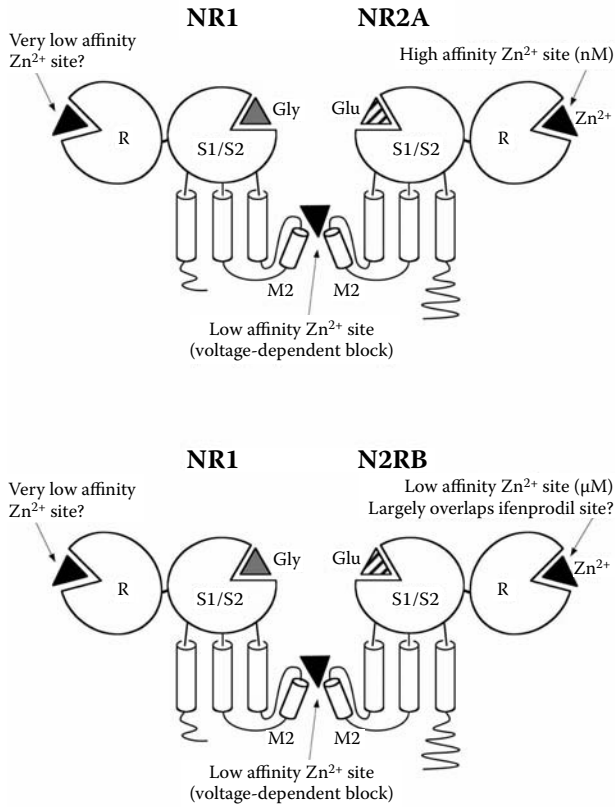 NR1
NR2A
Very low affinity
Zn²⁺ site?
High affinity Zn²⁺ site (nM)
R
S1/S2
Gly
Glu
S1/S2
R
Zn²⁺
M2
M2
Low affinity Zn²⁺ site
(voltage-dependent block)
NR1
N2RB
Very low affinity
Zn²⁺ site?
Low affinity Zn²⁺ site (μM)
Largely overlaps ifenprodil site?
R
S1/S2
Gly
Glu
S1/S2
R
Zn²⁺
M2
M2
Low affinity Zn²⁺ site
(voltage-dependent block)